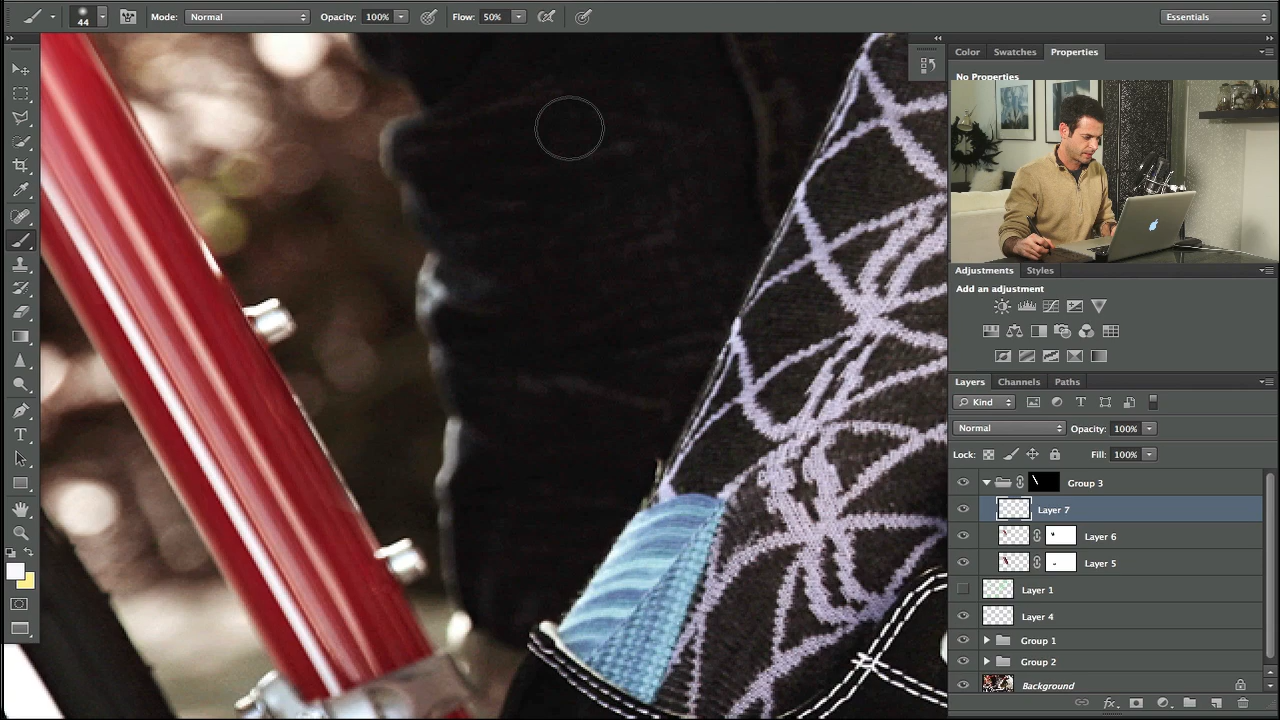 44 Mode: Normal Opacity: 100% Flow: 50% Essentials
Color Swatches Properties
No Properties
Adjustments Styles
Add an adjustment
Layers Channels Paths
Kind
Normal Opacity: 100%
Lock: Fill: 100%
Group 3
Layer 7
Layer 6
Layer 5
Layer 1
Layer 4
Group 1
Group 2
Background
fx